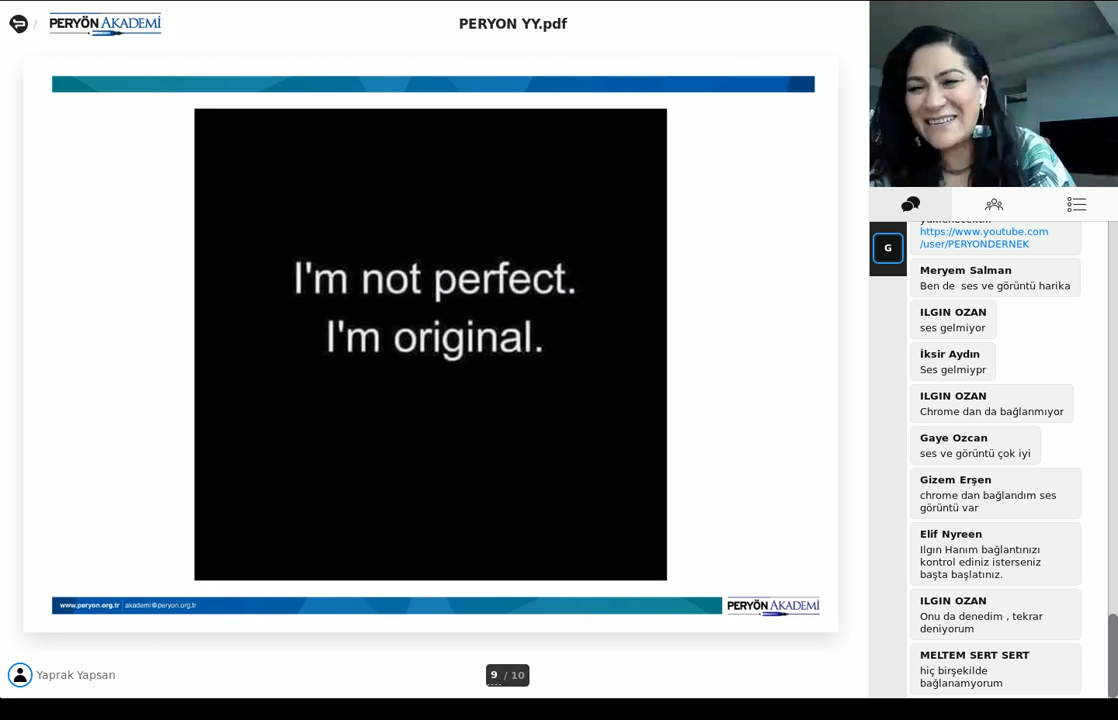 PERYÖN AKADEMİ
PERYON YY.pdf
I'm not perfect.
I'm original.
www.peryon.org.tr | akademi@peryon.org.tr
PERYÖN AKADEMİ
Yaprak Yapsan
9 / 10
G
https://www.youtube.com
/user/PERYONDERNEK
Meryem Salman
Ben de ses ve görüntü harika
ILGIN OZAN
ses gelmiyor
İksir Aydın
Ses gelmiypr
ILGIN OZAN
Chrome dan da bağlanmıyor
Gaye Ozcan
ses ve görüntü çok iyi
Gizem Erşen
chrome dan bağlandım ses
görüntü var
Elif Nyreen
Ilgın Hanım bağlantınızı
kontrol ediniz isterseniz
başta başlatınız.
ILGIN OZAN
Onu da denedim , tekrar
deniyorum
MELTEM SERT SERT
hiç birşekilde
bağlanamyorum